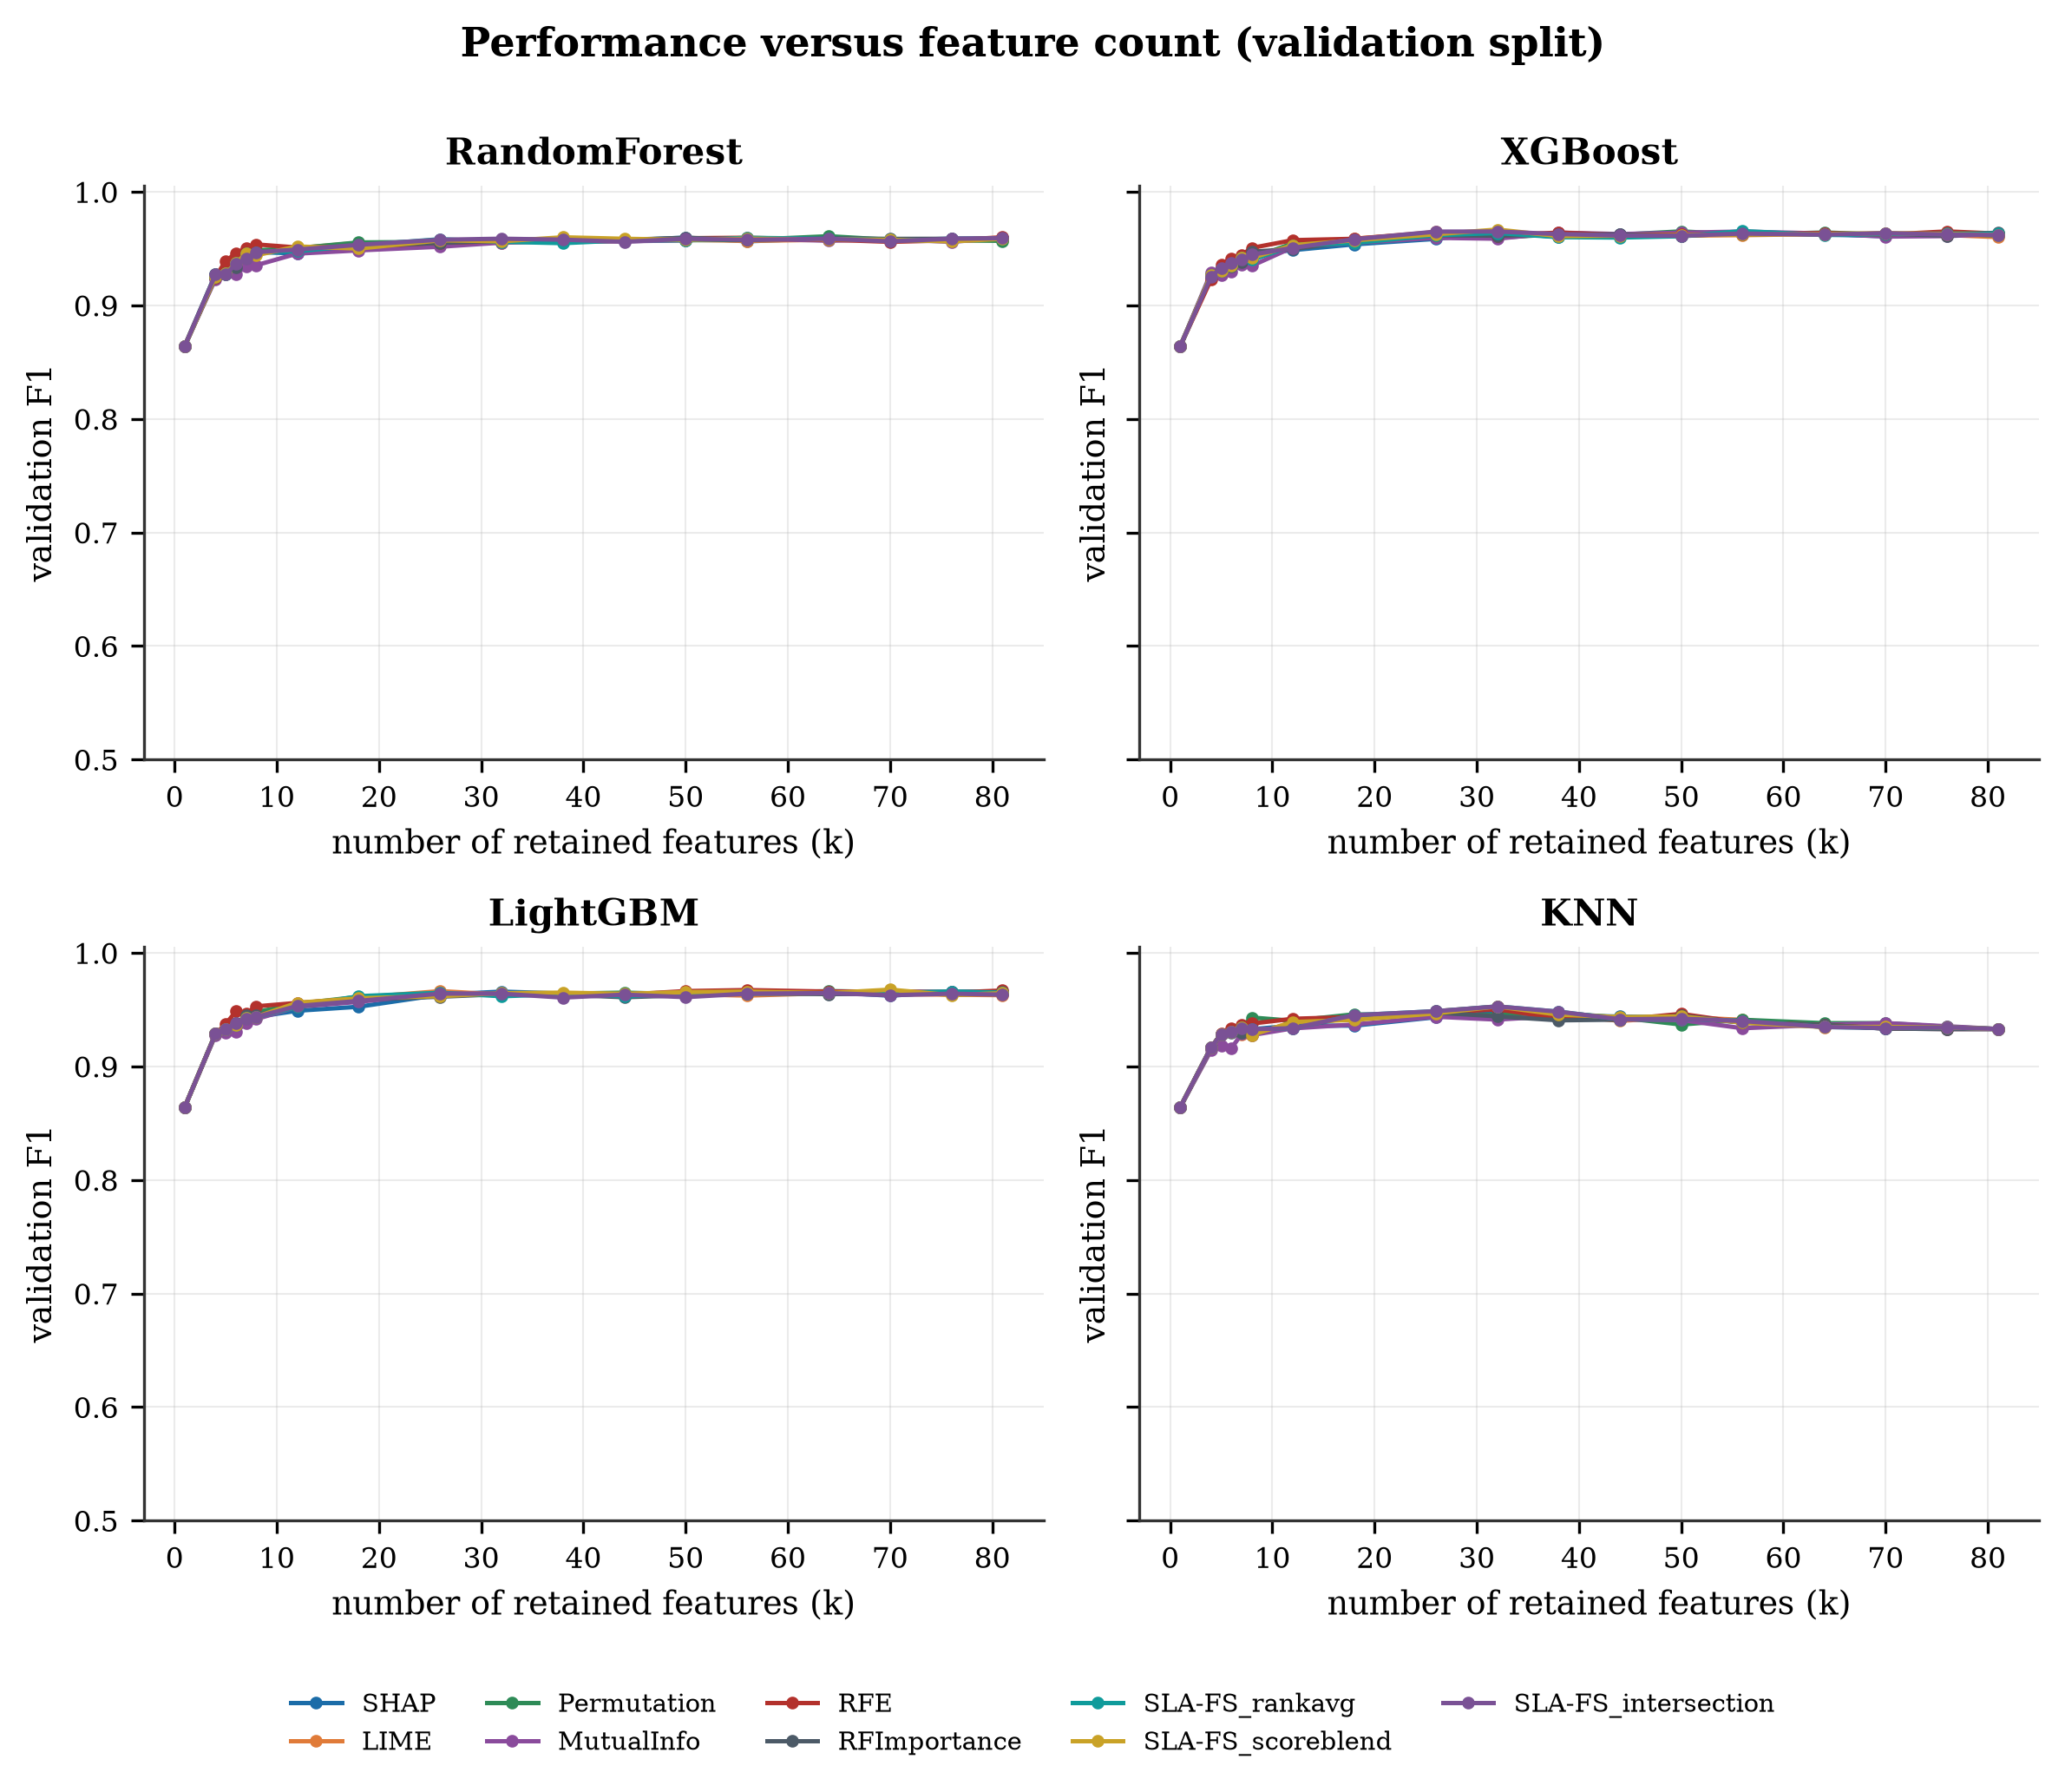 Performance versus feature count (validation split)
RandomForest
XGBoost
1.0
0.9
0.8
0.7
0.6
0.5
validation F1
validation F1
0 10 20 30 40 50 60 70 80
0 10 20 30 40 50 60 70 80
number of retained features (k)
number of retained features (k)
LightGBM
KNN
1.0
0.9
0.8
0.7
0.6
0.5
validation F1
validation F1
0 10 20 30 40 50 60 70 80
0 10 20 30 40 50 60 70 80
number of retained features (k)
number of retained features (k)
SHAP
LIME
Permutation
MutualInfo
RFE
RFImportance
SLA-FS_rankavg
SLA-FS_scoreblend
SLA-FS_intersection